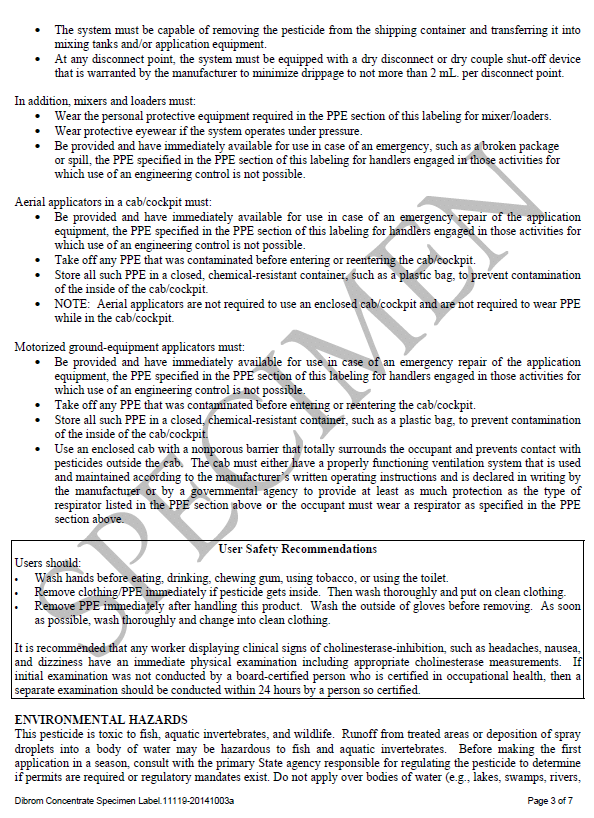 • The system must be capable of removing the pesticide from the shipping container and transferring it into
mixing tanks and/or application equipment.
• At any disconnect point, the system must be equipped with a dry disconnect or dry couple shut-off device
that is warranted by the manufacturer to minimize drippage to not more than 2 mL. per disconnect point.
In addition, mixers and loaders must:
• Wear the personal protective equipment required in the PPE section of this labeling for mixer/loaders.
• Wear protective eyewear if the system operates under pressure.
• Be provided and have immediately available for use in case of an emergency, such as a broken package
or spill, the PPE specified in the PPE section of this labeling for handlers engaged in those activities for
which use of an engineering control is not possible.
Aerial applicators in a cab/cockpit must:
• Be provided and have immediately available for use in case of an emergency repair of the application
equipment, the PPE specified in the PPE section of this labeling for handlers engaged in those activities for
which use of an engineering control is not possible.
• Take off any PPE that was contaminated before entering or reentering the cab/cockpit.
• Store all such PPE in a closed, chemical-resistant container, such as a plastic bag, to prevent contamination
of the inside of the cab/cockpit.
• NOTE: Aerial applicators are not required to use an enclosed cab/cockpit and are not required to wear PPE
while in the cab/cockpit.
Motorized ground-equipment applicators must:
• Be provided and have immediately available for use in case of an emergency repair of the application
equipment, the PPE specified in the PPE section of this labeling for handlers engaged in those activities for
which use of an engineering control is not possible.
• Take off any PPE that was contaminated before entering or reentering the cab/cockpit.
• Store all such PPE in a closed, chemical-resistant container, such as a plastic bag, to prevent contamination
of the inside of the cab/cockpit.
• Use an enclosed cab with a nonporous barrier that totally surrounds the occupant and prevents contact with
pesticides outside the cab. The cab must either have a properly functioning ventilation system that is used
and maintained according to the manufacturer's written operating instructions and is declared in writing by
the manufacturer or by a governmental agency to provide at least as much protection as the type of
respirator listed in the PPE section above or the occupant must wear a respirator as specified in the PPE
section above.
User Safety Recommendations
Users should:
• Wash hands before eating, drinking, chewing gum, using tobacco, or using the toilet.
• Remove clothing/PPE immediately if pesticide gets inside. Then wash thoroughly and put on clean clothing.
• Remove PPE immediately after handling this product. Wash the outside of gloves before removing. As soon
as possible, wash thoroughly and change into clean clothing.
It is recommended that any worker displaying clinical signs of cholinesterase-inhibition, such as headaches, nausea,
and dizziness have an immediate physical examination including appropriate cholinesterase measurements. If
initial examination was not conducted by a board-certified person who is certified in occupational health, then a
separate examination should be conducted within 24 hours by a person so certified.
ENVIRONMENTAL HAZARDS
This pesticide is toxic to fish, aquatic invertebrates, and wildlife. Runoff from treated areas or deposition of spray
droplets into a body of water may be hazardous to fish and aquatic invertebrates. Before making the first
application in a season, consult with the primary State agency responsible for regulating the pesticide to determine
if permits are required or regulatory mandates exist. Do not apply over bodies of water (e.g., lakes, swamps, rivers,
Dibrom Concentrate Specimen Label.11119-20141003a Page 3 of 7
SPECIMEN